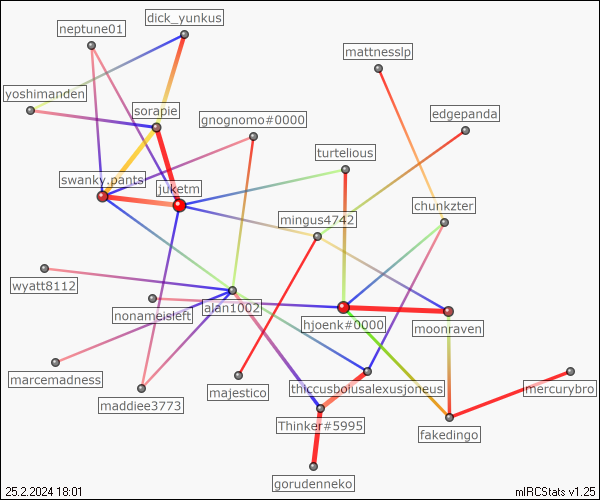 dick_yunkus
neptune01
mattnesslp
yoshimanden
sorapie
gnognomo#0000
edgepanda
turtelious
swanky.pants
juketm
chunkzter
mingus4742
wyatt8112
alan1002
nonameisleft
hjoenk#0000
moonraven
marcemadness
maddiee3773
majestico
thiccusboiusalexusjoneus
mercurybro
Thinker#5995
fakedingo
gorudenneko
25.2.2024 18:01
mIRCStats v1.25